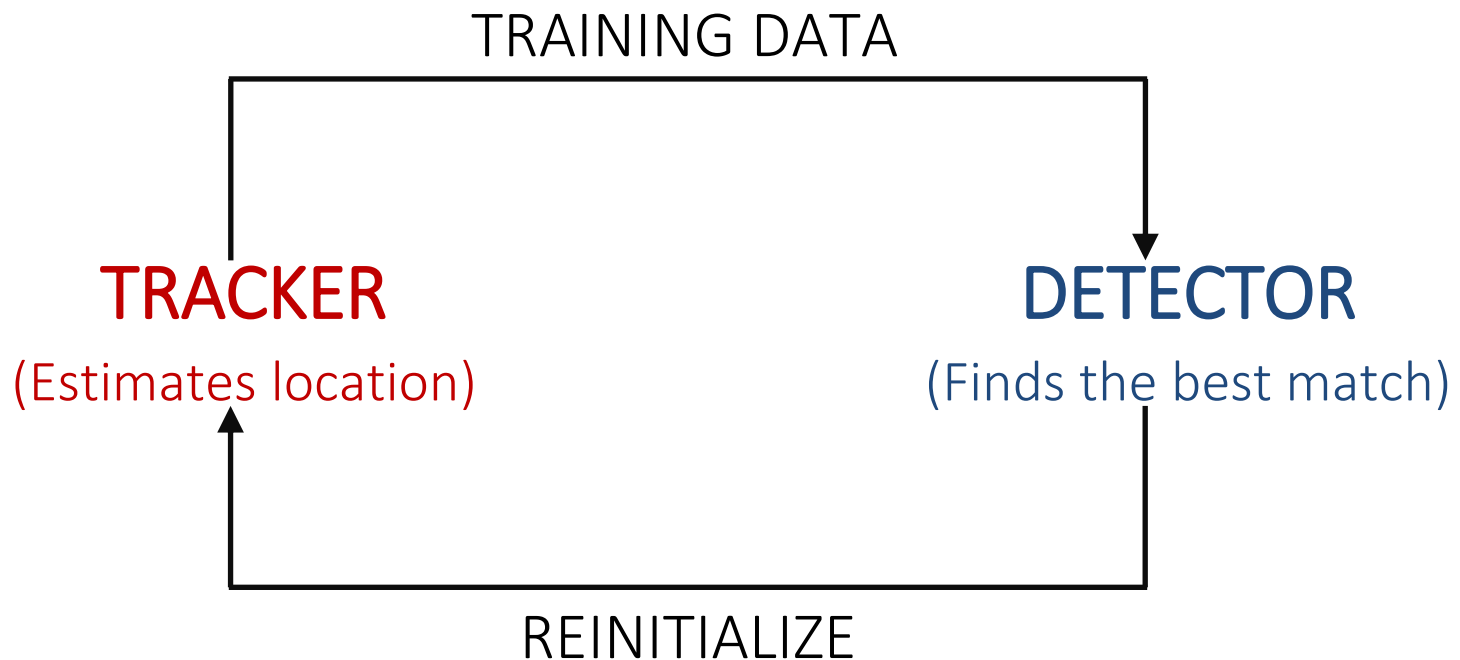 TRAINING DATA
TRACKER
(Estimates location)
DETECTOR
(Finds the best match)
REINITIALIZE